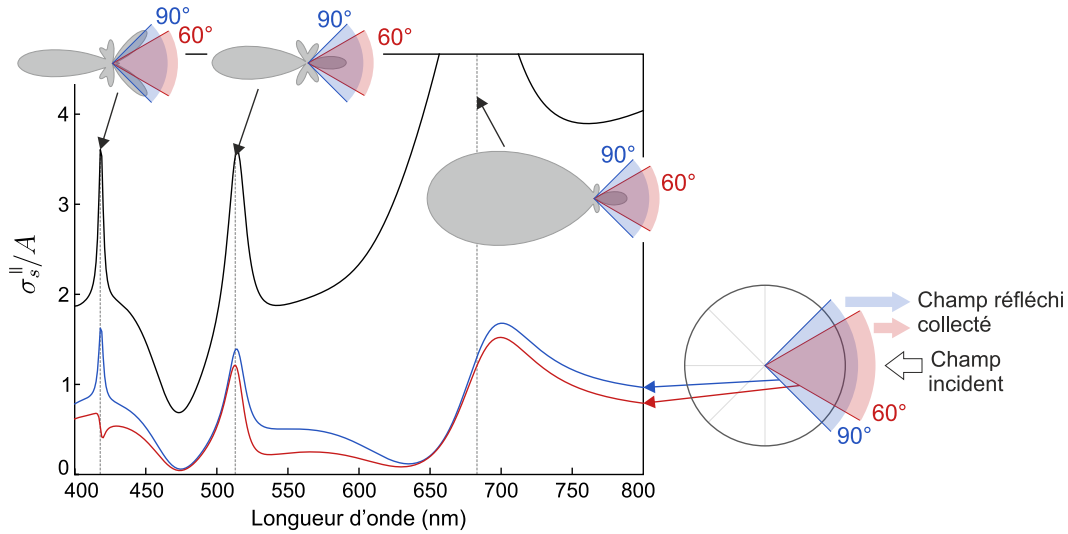 90°
60°
90°
60°
4
3
2
1
0
σₛ^∥/A
90°
60°
Champ réfléchi
collecté
Champ
incident
60°
90°
400 450 500 550 600 650 700 750 800
Longueur d'onde (nm)